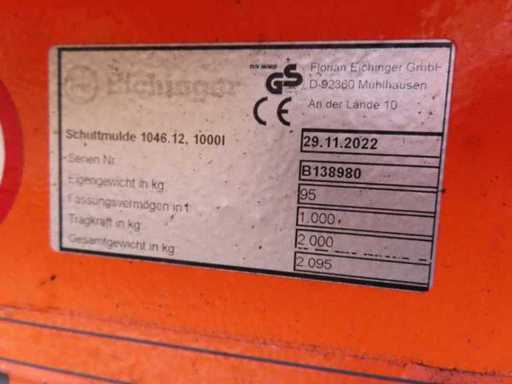 Eichinger
TÜV NORD
GS
CE
Florian Eichinger GmbH
D-92360 Mühlhausen
An der Lände 10
Schuttmulde 1046.12, 1000l 29.11.2022
Serien Nr. B138980
Eigengewicht in kg 95
Fassungsvermögen in l 1.000
Tragkraft in kg 2 000
Gesamtgewicht in kg 2 095